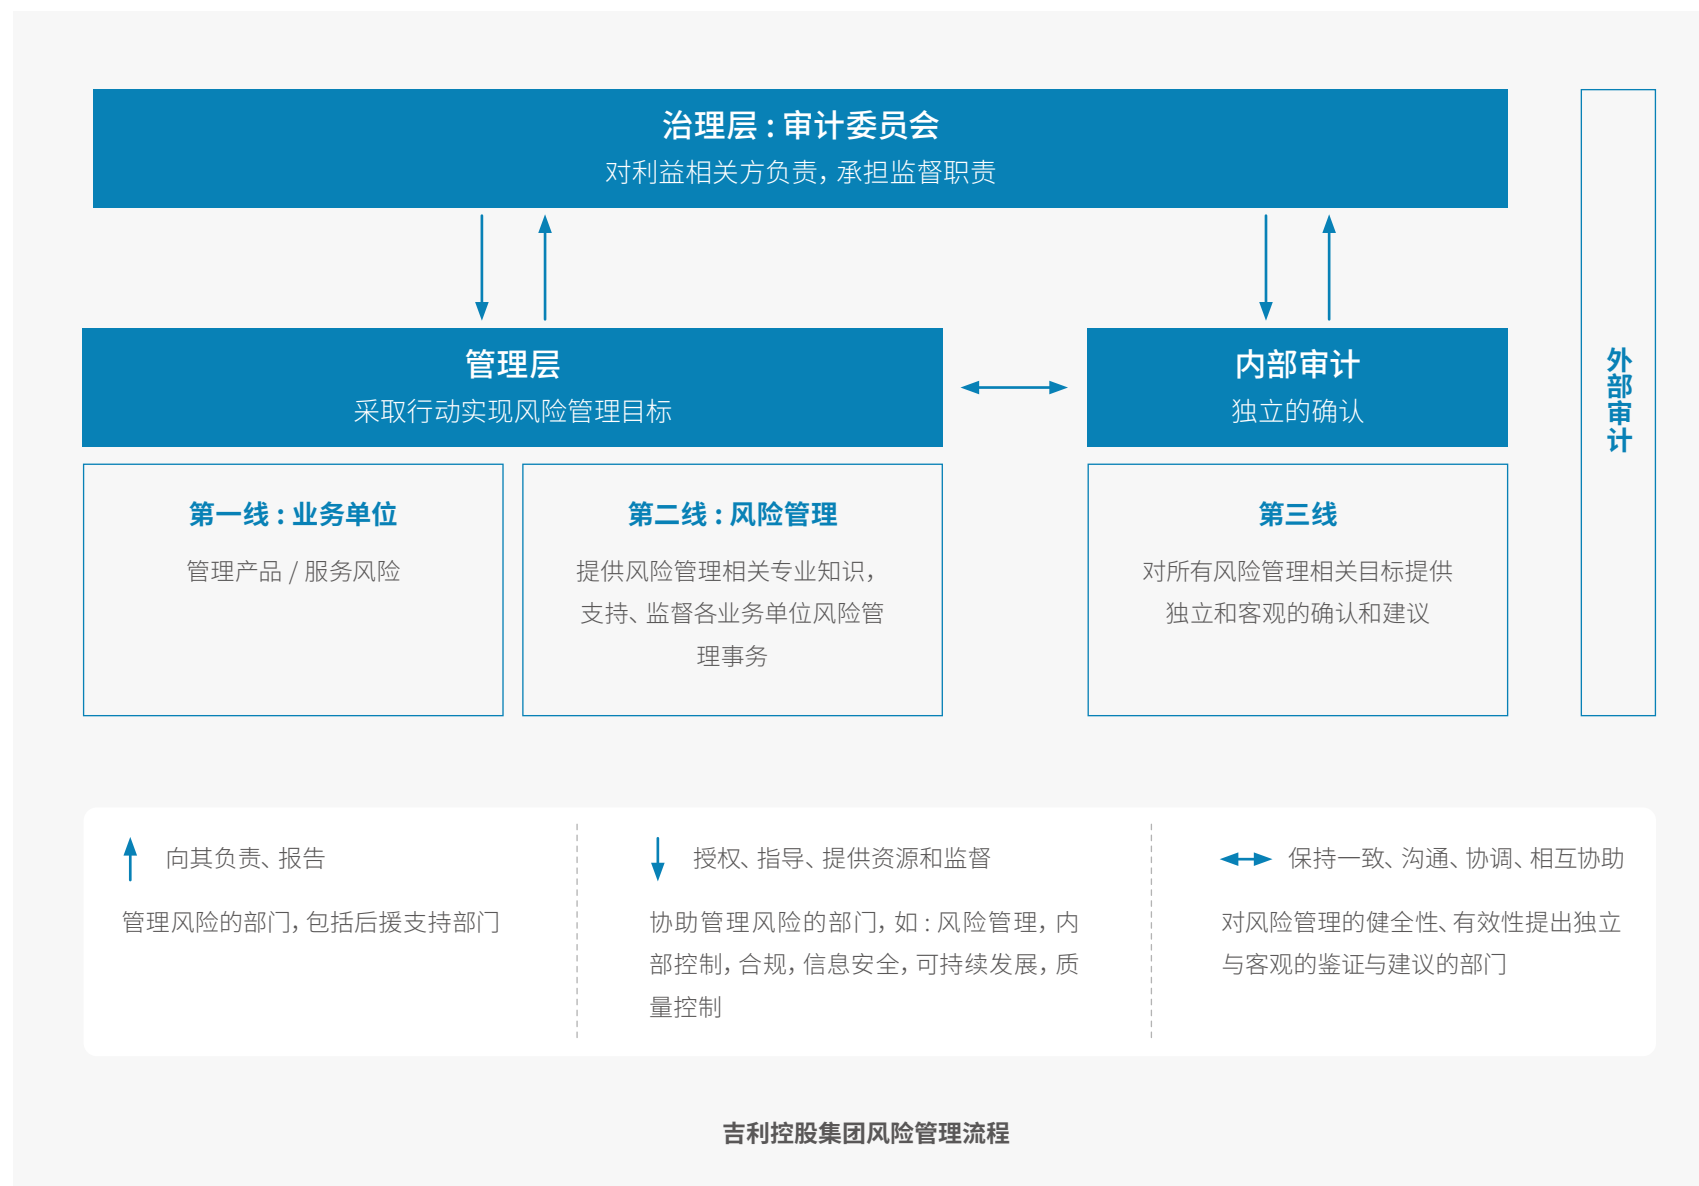 治理层:审计委员会
对利益相关方负责,承担监督职责
管理层
采取行动实现风险管理目标
内部审计
独立的确认
外部审计
第一线:业务单位
管理产品 / 服务风险
第二线:风险管理
提供风险管理相关专业知识,
支持、监督各业务单位风险管
理事务
第三线
对所有风险管理相关目标提供
独立和客观的确认和建议
向其负责、报告
管理风险的部门,包括后援支持部门
授权、指导、提供资源和监督
协助管理风险的部门,如:风险管理,内
部控制,合规,信息安全,可持续发展,质
量控制
保持一致、沟通、协调、相互协助
对风险管理的健全性、有效性提出独立
与客观的鉴证与建议的部门
吉利控股集团风险管理流程